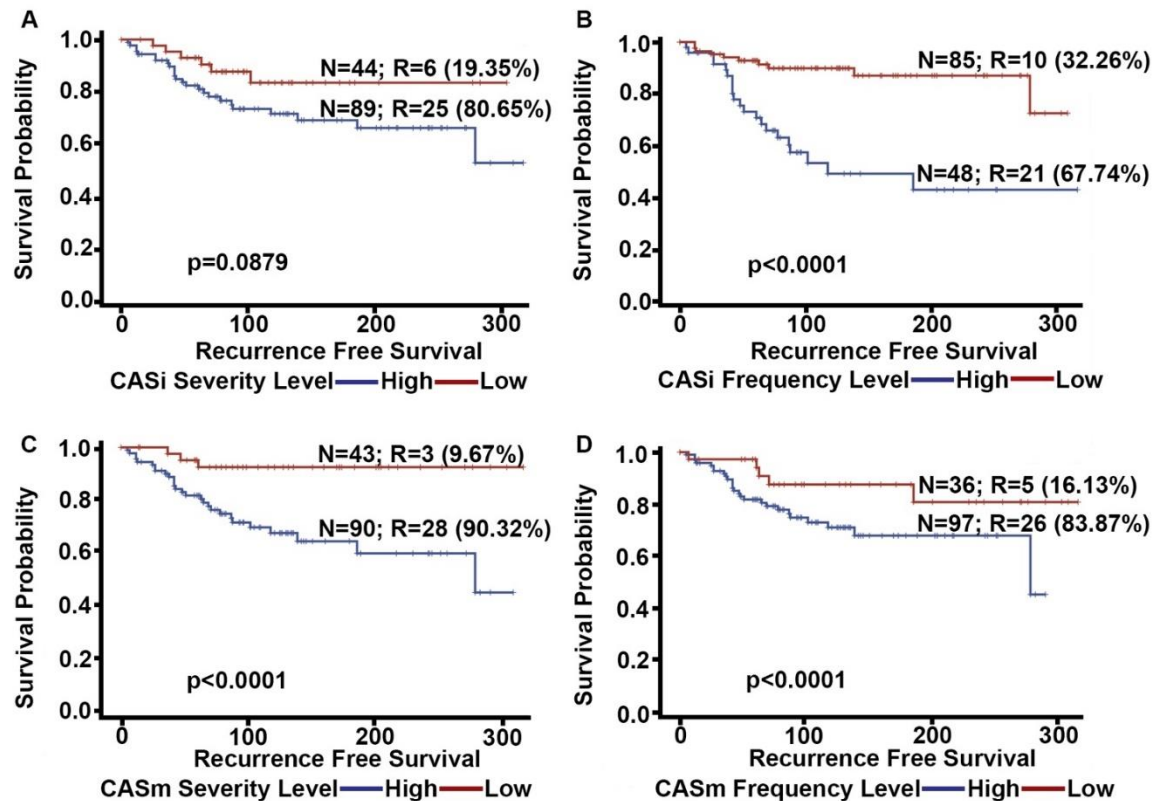 A
Survival Probability
1.0
0.8
0.6
0.4
0.2
0.0
N=44; R=6 (19.35%)
N=89; R=25 (80.65%)
p=0.0879
0 100 200 300
Recurrence Free Survival
CASi Severity Level High Low
B
Survival Probability
1.0
0.8
0.6
0.4
0.2
0.0
N=85; R=10 (32.26%)
N=48; R=21 (67.74%)
p<0.0001
0 100 200 300
Recurrence Free Survival
CASi Frequency Level High Low
C
Survival Probability
1.0
0.8
0.6
0.4
0.2
0.0
N=43; R=3 (9.67%)
N=90; R=28 (90.32%)
p<0.0001
0 100 200 300
Recurrence Free Survival
CASm Severity Level High Low
D
Survival Probability
1.0
0.8
0.6
0.4
0.2
0.0
N=36; R=5 (16.13%)
N=97; R=26 (83.87%)
p<0.0001
0 100 200 300
Recurrence Free Survival
CASm Frequency Level High Low